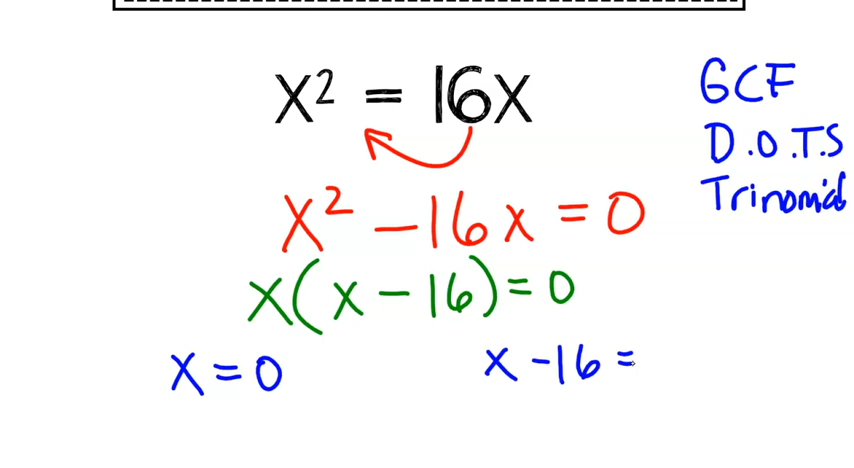 x² = 16x
x² - 16x = 0
x(x - 16) = 0
x = 0
x - 16 =
GCF
D.O.T.S
Trinomial